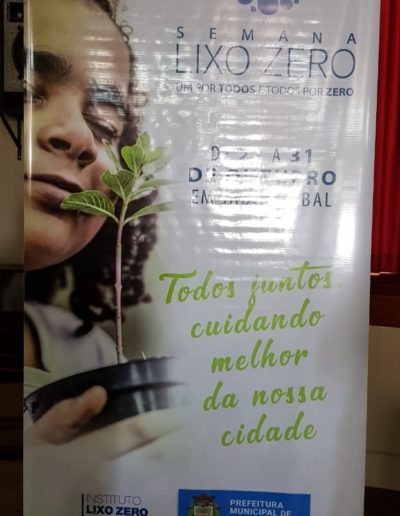 SEMANA
LIXO ZERO
UM POR TODOS E TODOS POR ZERO
A 31
Todos juntos
cuidando
melhor
da nossa
cidade
INSTITUTO
LIXO ZERO
PREFEITURA
MUNICIPAL DE